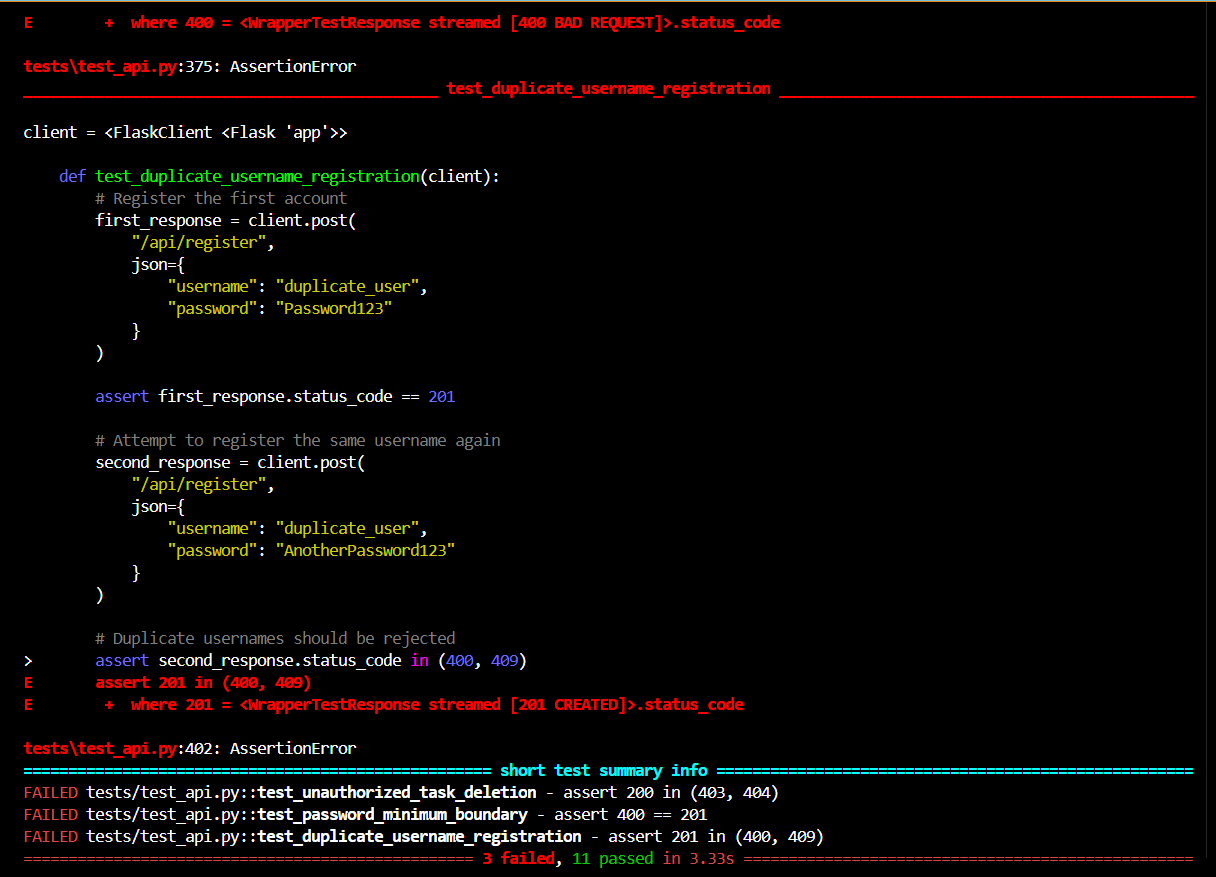 E       +  where 400 = <WrapperTestResponse streamed [400 BAD REQUEST]>.status_code
tests\test_api.py:375: AssertionError
______________________________________________ test_duplicate_username_registration ______________________________________________
client = <FlaskClient <Flask 'app'>>
    def test_duplicate_username_registration(client):
        # Register the first account
        first_response = client.post(
            "/api/register",
            json={
                "username": "duplicate_user",
                "password": "Password123"
            }
        )
        assert first_response.status_code == 201
        # Attempt to register the same username again
        second_response = client.post(
            "/api/register",
            json={
                "username": "duplicate_user",
                "password": "AnotherPassword123"
            }
        )
        # Duplicate usernames should be rejected
>       assert second_response.status_code in (400, 409)
E       assert 201 in (400, 409)
E        +  where 201 = <WrapperTestResponse streamed [201 CREATED]>.status_code
tests\test_api.py:402: AssertionError
==================================================== short test summary info =====================================================
FAILED tests/test_api.py::test_unauthorized_task_deletion - assert 200 in (403, 404)
FAILED tests/test_api.py::test_password_minimum_boundary - assert 400 == 201
FAILED tests/test_api.py::test_duplicate_username_registration - assert 201 in (400, 409)
================================================== 3 failed, 11 passed in 3.33s ==================================================